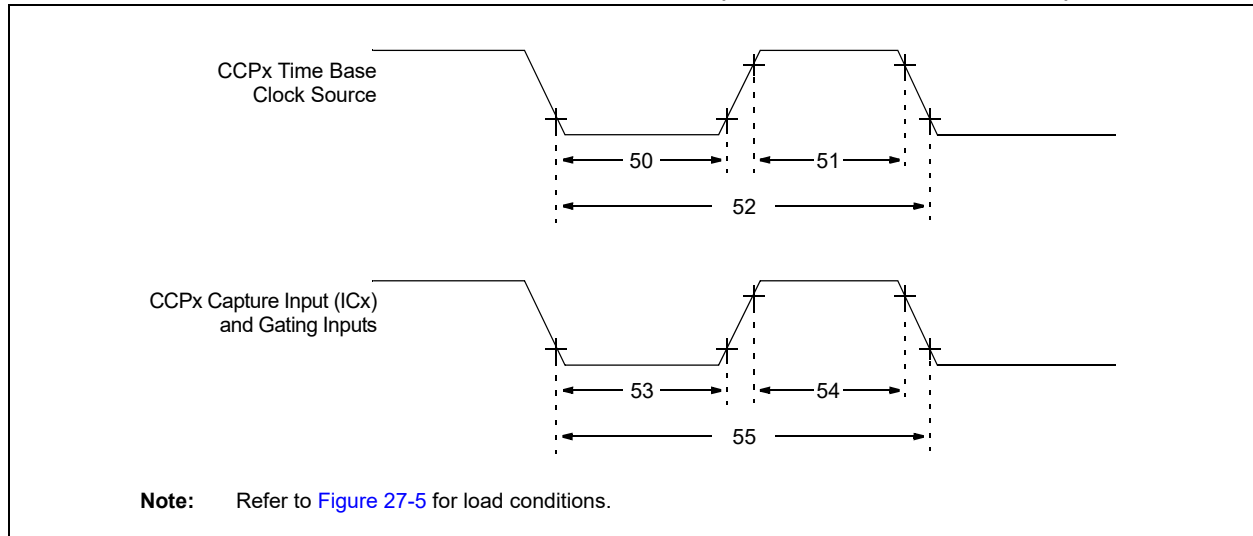 CCPx Time Base
Clock Source
50
51
52
CCPx Capture Input (ICx)
and Gating Inputs
53
54
55
Note: Refer to Figure 27-5 for load conditions.